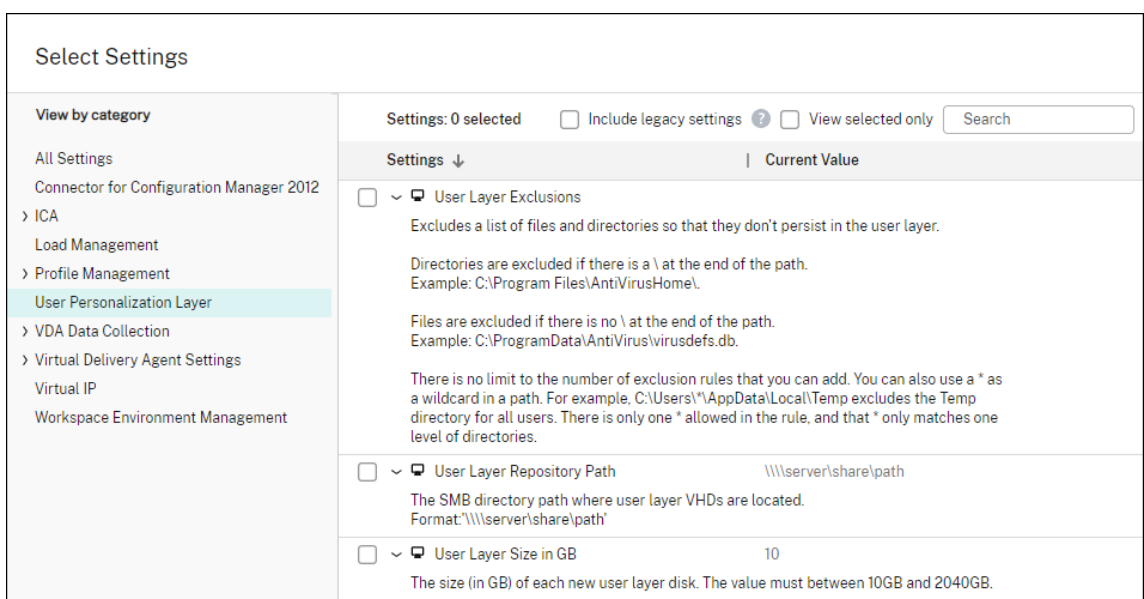 Select Settings
View by category
All Settings
Connector for Configuration Manager 2012
ICA
Load Management
Profile Management
User Personalization Layer
VDA Data Collection
Virtual Delivery Agent Settings
Virtual IP
Workspace Environment Management
Settings: 0 selected Include legacy settings ? View selected only Search
Settings ↓ | Current Value
User Layer Exclusions
Excludes a list of files and directories so that they don't persist in the user layer.
Directories are excluded if there is a \ at the end of the path.
Example: C:\Program Files\AntiVirusHome\.
Files are excluded if there is no \ at the end of the path.
Example: C:\ProgramData\AntiVirus\virusdefs.db.
There is no limit to the number of exclusion rules that you can add. You can also use a * as
a wildcard in a path. For example, C:\Users\*\AppData\Local\Temp excludes the Temp
directory for all users. There is only one * allowed in the rule, and that * only matches one
level of directories.
User Layer Repository Path \\\\server\share\path
The SMB directory path where user layer VHDs are located.
Format:'\\\\server\share\path'
User Layer Size in GB 10
The size (in GB) of each new user layer disk. The value must between 10GB and 2040GB.